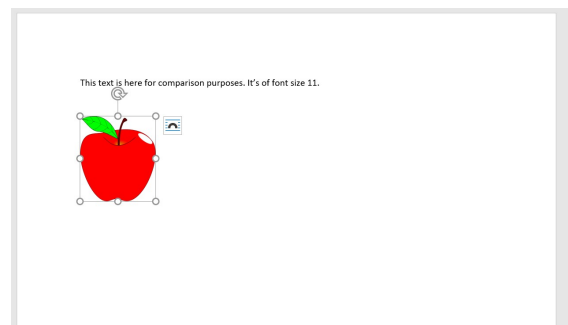 This text is here for comparison purposes. It’s of font size 11.